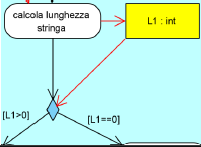 calcola lunghezza
stringa
L1 : int
[L1>0]
[L1==0]